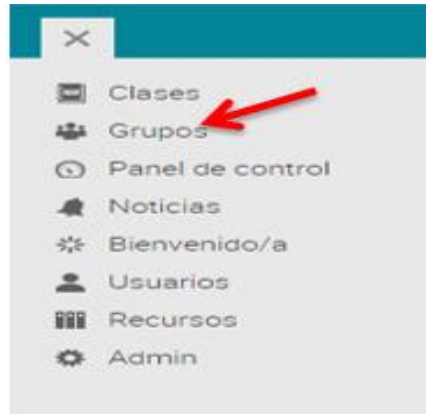 Clases
Grupos
Panel de control
Noticias
Bienvenido/a
Usuarios
Recursos
Admin